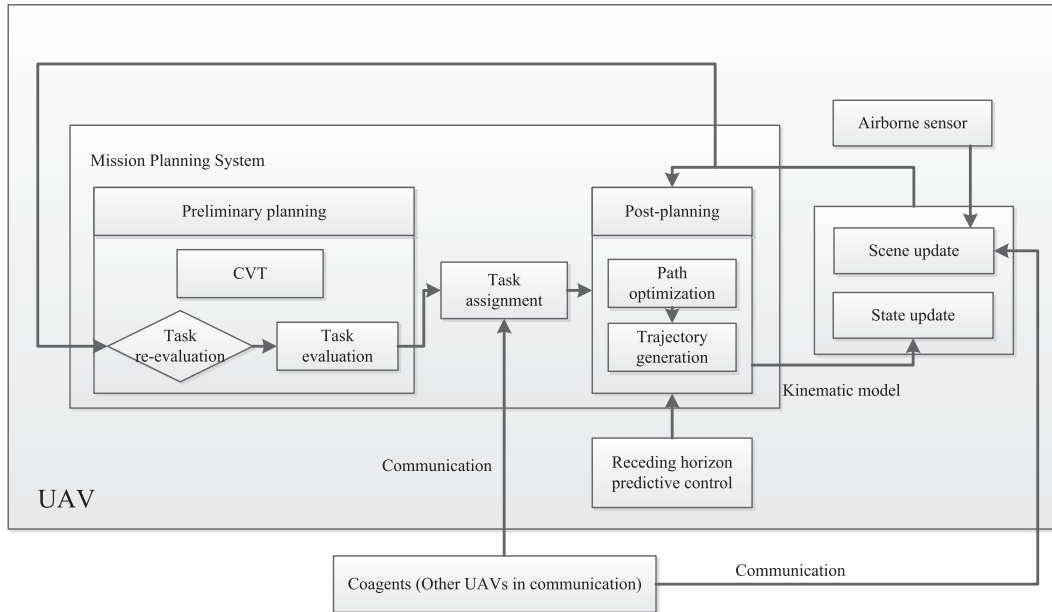 Airborne sensor
Mission Planning System
Preliminary planning
Post-planning
CVT
Task
re-evaluation
Task
evaluation
Task
assignment
Path
optimization
Trajectory
generation
Scene update
State update
Kinematic model
Receding horizon
predictive control
Communication
UAV
Coagents (Other UAVs in communication)
Communication